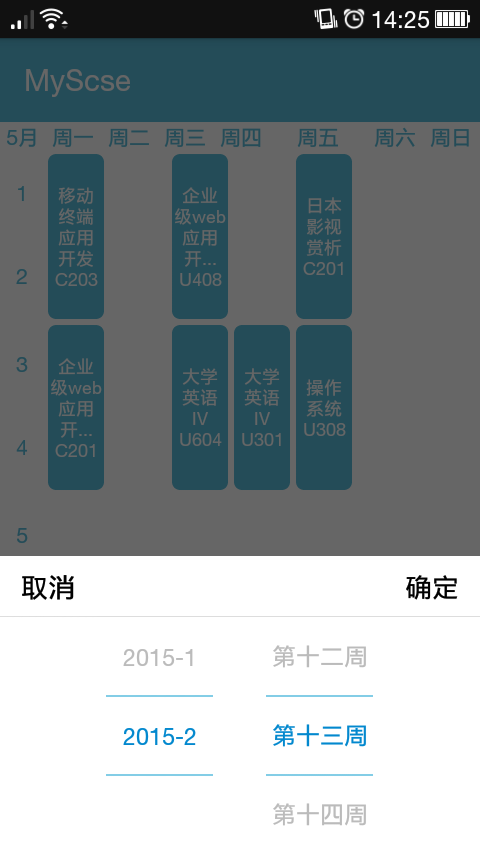 14:25
MyScse
5月 周一 周二 周三 周四 周五 周六 周日
1
2
3
4
5
移动
终端
应用
开发
C203
企业
级web
应用
开...
U408
日本
影视
赏析
C201
企业
级web
应用
开...
C201
大学
英语
IV
U604
大学
英语
IV
U301
操作
系统
U308
取消 确定
2015-1 第十二周
2015-2 第十三周
第十四周